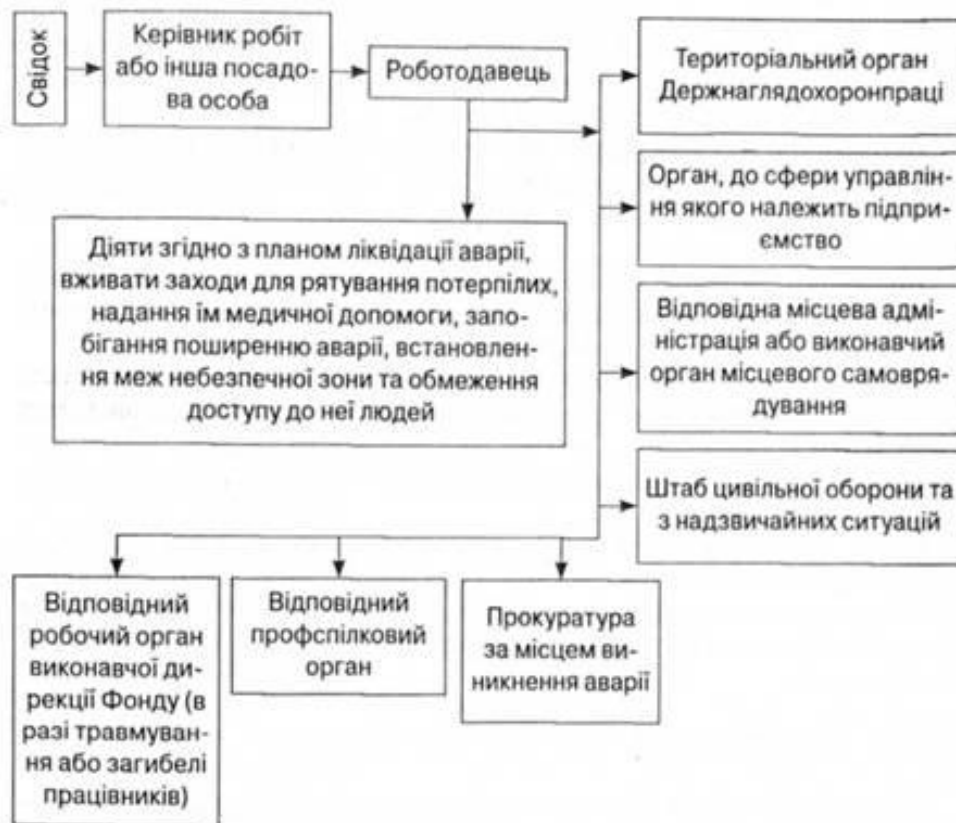 Свідок
Керівник робіт
або інша посадо-
ва особа
Роботодавець
Територіальний орган
Держнаглядохоронпраці
Орган, до сфери управлін-
ня якого належить підпри-
ємство
Діяти згідно з планом ліквідації аварії,
вживати заходи для рятування потерпілих,
надання їм медичної допомоги, запо-
бігання поширенню аварії, встановлен-
ня меж небезпечної зони та обмеження
доступу до неї людей
Відповідна місцева адмі-
ністрація або виконавчий
орган місцевого самовря-
дування
Штаб цивільної оборони та
з надзвичайних ситуацій
Відповідний
робочий орган
виконавчої ди-
рекції Фонду (в
разі травмуван-
ня або загибелі
працівників)
Відповідний
профспілковий
орган
Прокуратура
за місцем ви-
никнення аварії